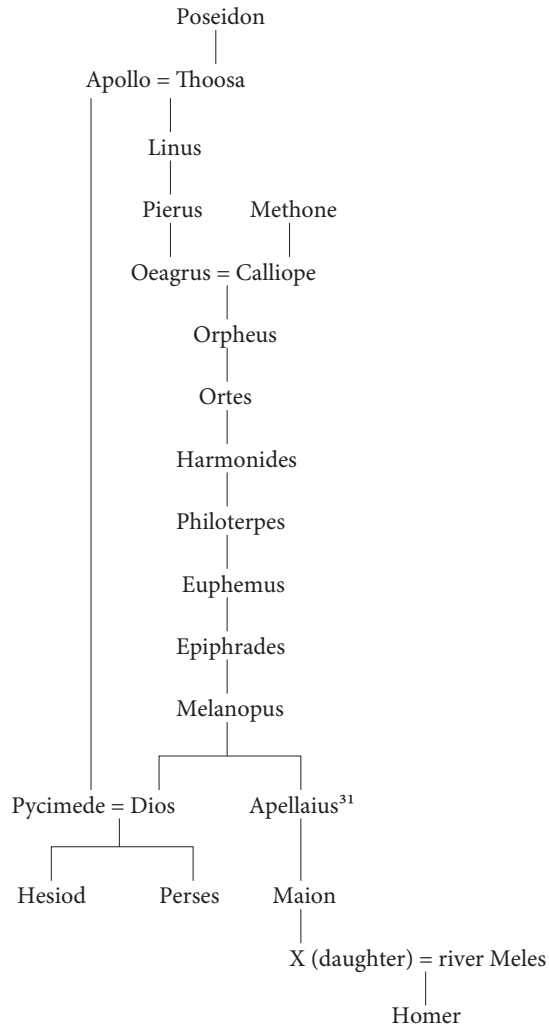 Poseidon
Apollo = Thoosa
Linus
Pierus Methone
Oeagrus = Calliope
Orpheus
Ortes
Harmonides
Philoterpes
Euphemus
Epiphrades
Melanopus
Pycimede = Dios Apellaius³¹
Hesiod Perses Maion
X (daughter) = river Meles
Homer